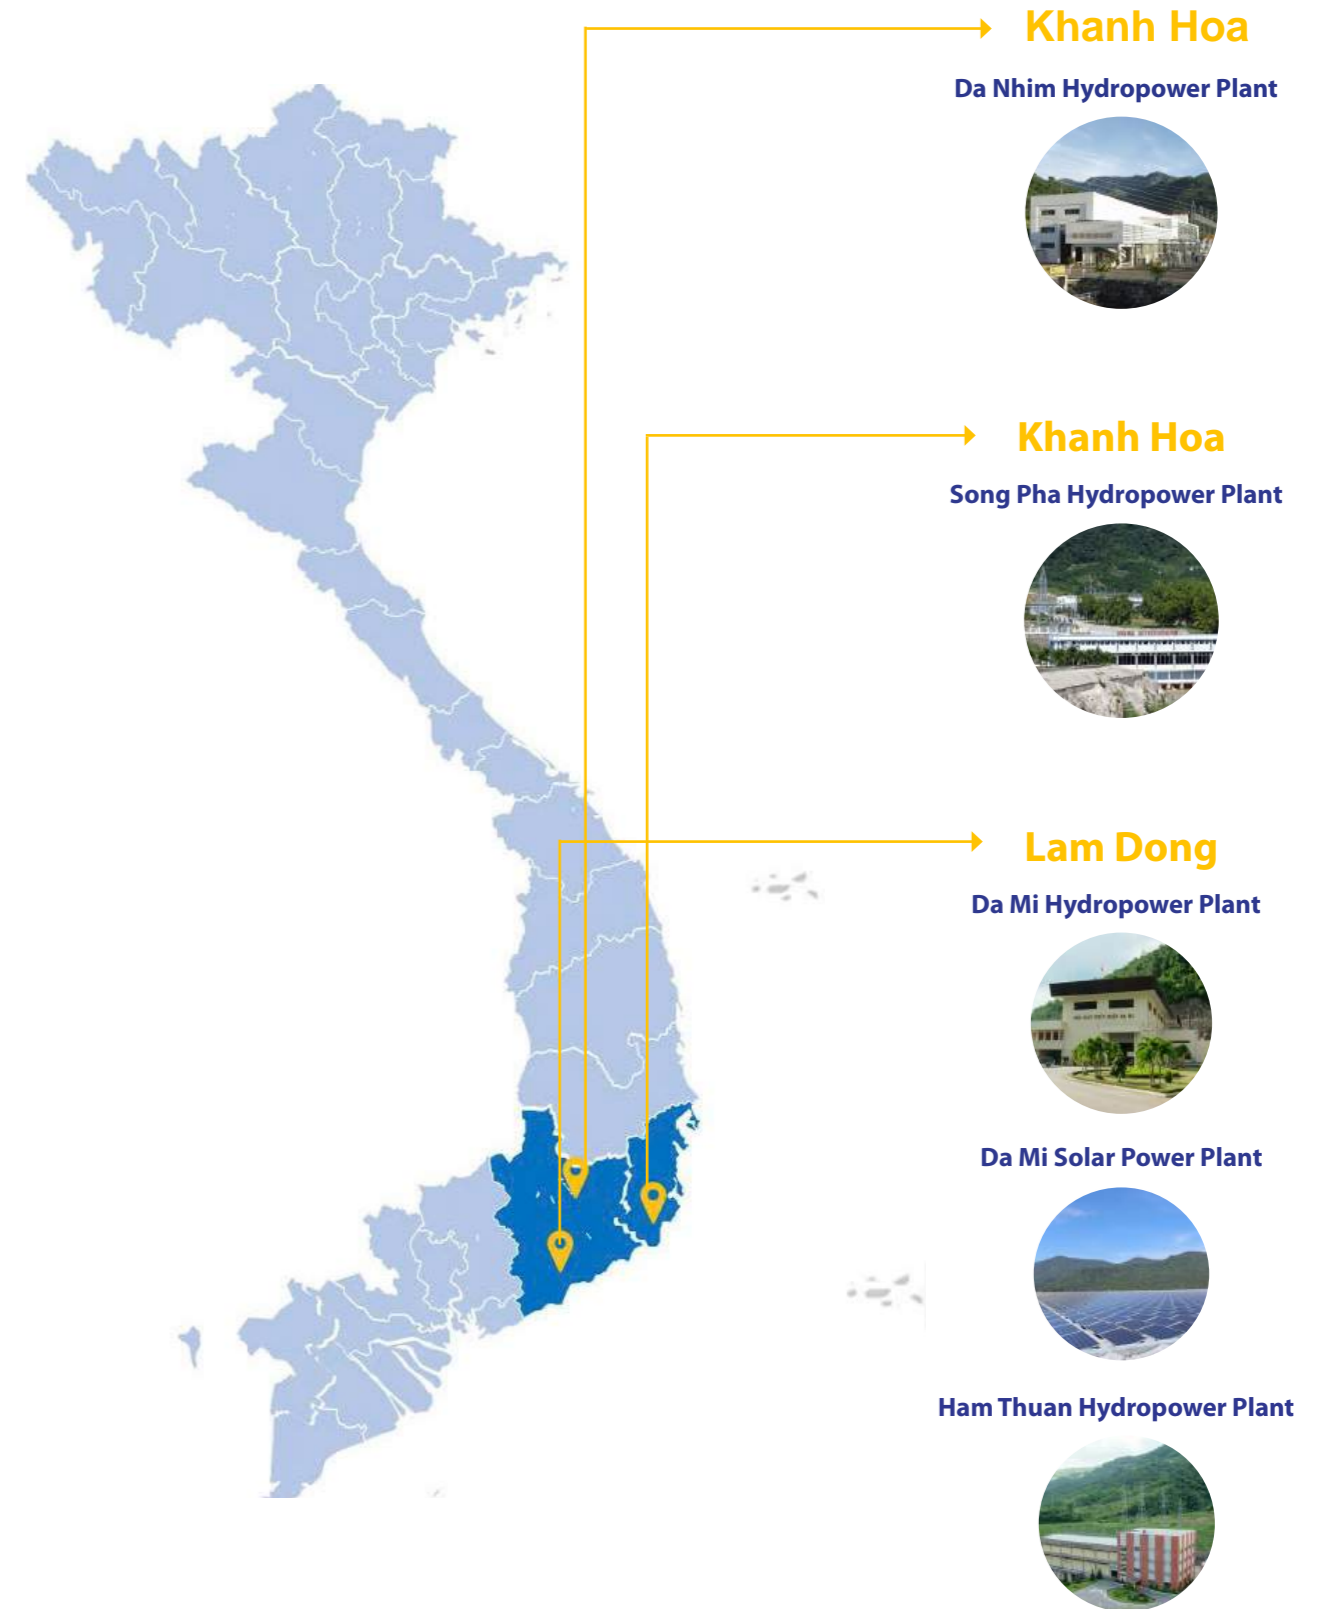 Khanh Hoa
Da Nhim Hydropower Plant
Khanh Hoa
Song Pha Hydropower Plant
Lam Dong
Da Mi Hydropower Plant
Da Mi Solar Power Plant
Ham Thuan Hydropower Plant